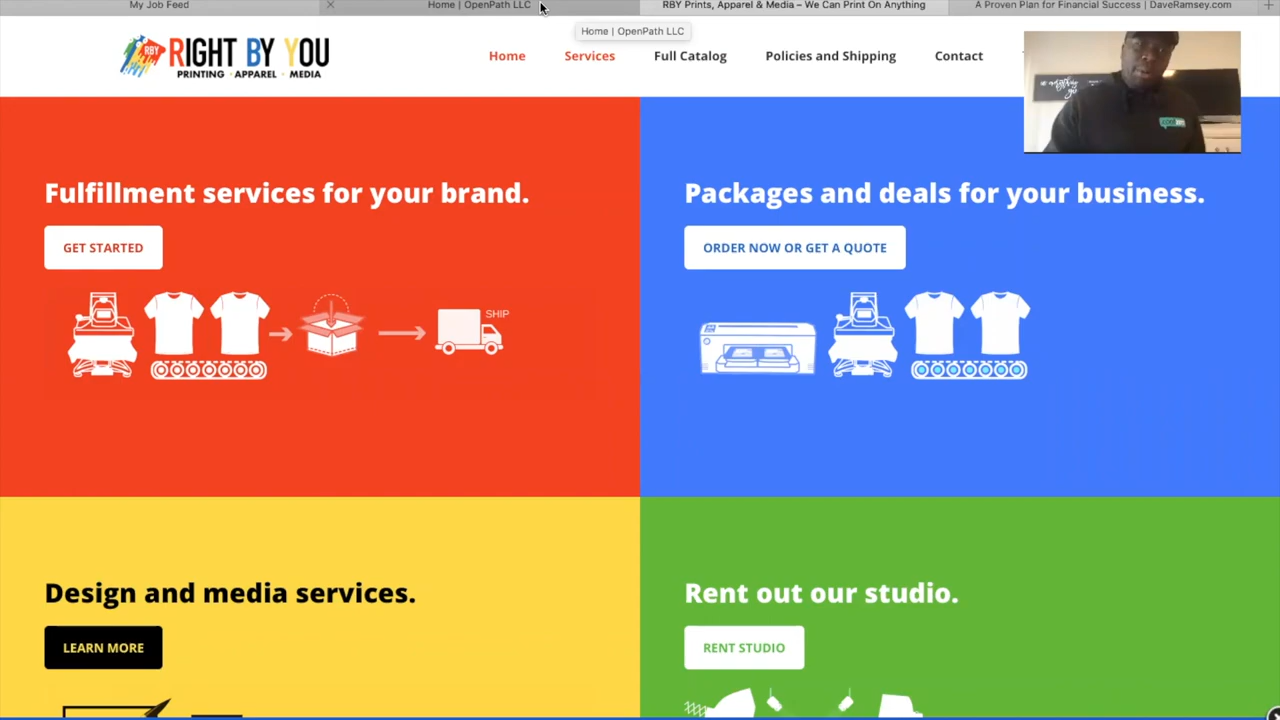 My Job Feed
Home | OpenPath LLC
RBY Prints, Apparel & Media – We Can Print On Anything
A Proven Plan for Financial Success | DaveRamsey.com
Home | OpenPath LLC
RBY
RIGHT BY YOU
PRINTING · APPAREL · MEDIA
Home
Services
Full Catalog
Policies and Shipping
Contact
Fulfillment services for your brand.
GET STARTED
SHIP
Packages and deals for your business.
ORDER NOW OR GET A QUOTE
Design and media services.
LEARN MORE
Rent out our studio.
RENT STUDIO